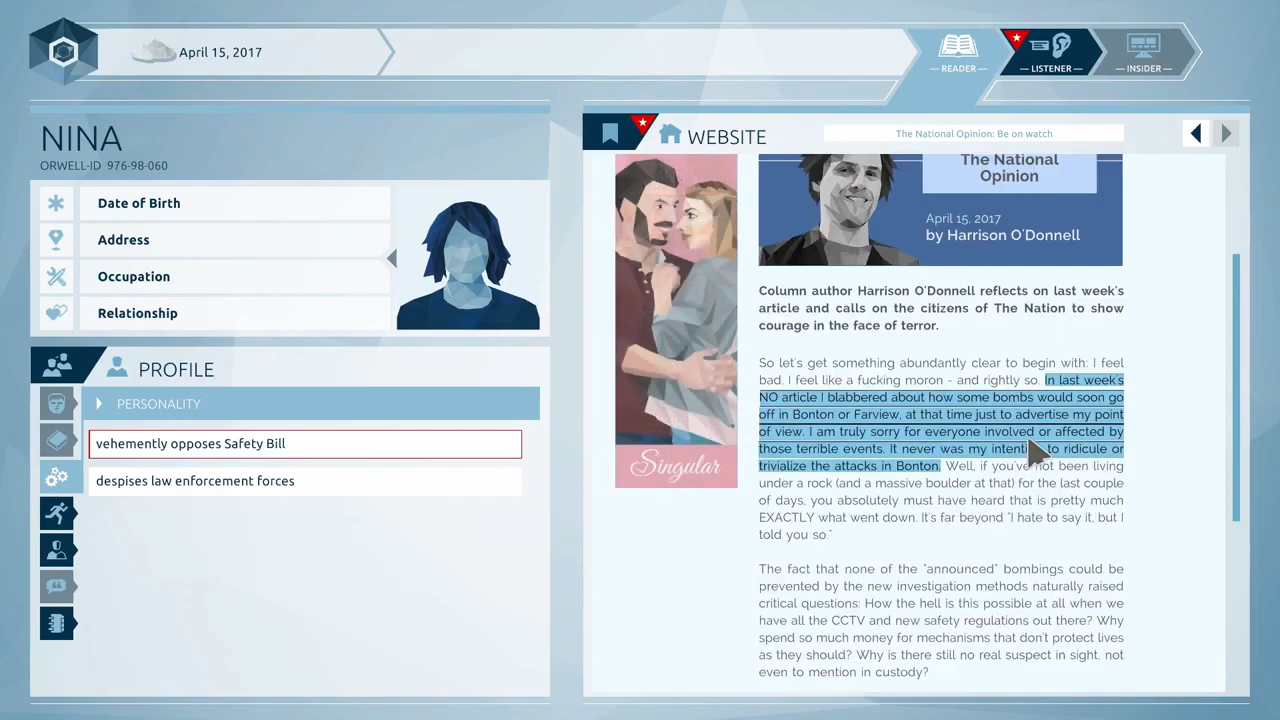 April 15, 2017
— READER —
— LISTENER —
— INSIDER —
NINA
ORWELL-ID 976-98-060
Date of Birth
Address
Occupation
Relationship
PROFILE
PERSONALITY
vehemently opposes Safety Bill
despises law enforcement forces
WEBSITE
The National Opinion: Be on watch
Singular
The National
Opinion
April 15, 2017
by Harrison O'Donnell
Column author Harrison O'Donnell reflects on last week's
article and calls on the citizens of The Nation to show
courage in the face of terror.
So let's get something abundantly clear to begin with: I feel
bad. I feel like a fucking moron - and rightly so. In last week's
NO article I blabbered about how some bombs would soon go
off in Bonton or Farview, at that time just to advertise my point
of view. I am truly sorry for everyone involved or affected by
those terrible events. It never was my intention to ridicule or
trivialize the attacks in Bonton. Well, if you've not been living
under a rock (and a massive boulder at that) for the last couple
of days, you absolutely must have heard that is pretty much
EXACTLY what went down. It's far beyond "I hate to say it, but I
told you so."
The fact that none of the "announced" bombings could be
prevented by the new investigation methods naturally raised
critical questions: How the hell is this possible at all when we
have all the CCTV and new safety regulations out there? Why
spend so much money for mechanisms that don't protect lives
as they should? Why is there still no real suspect in sight, not
even to mention in custody?